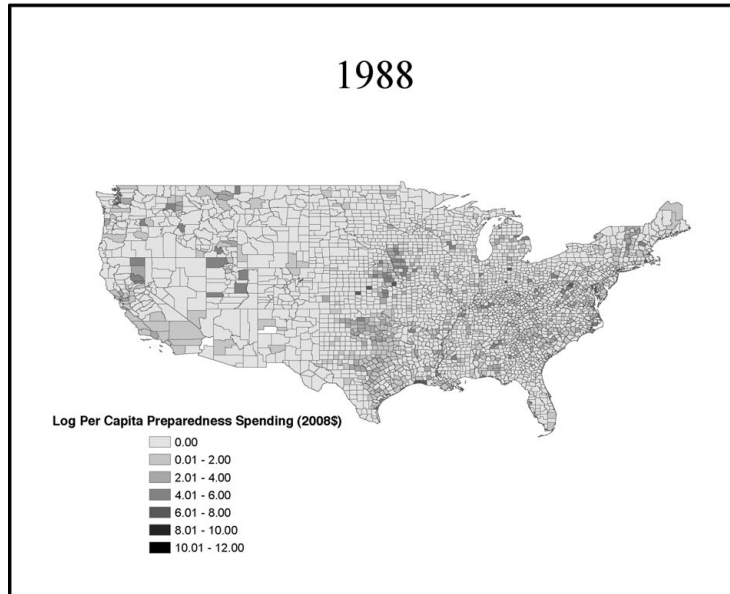 1988
Log Per Capita Preparedness Spending (2008$)
0.00
0.01 - 2.00
2.01 - 4.00
4.01 - 6.00
6.01 - 8.00
8.01 - 10.00
10.01 - 12.00